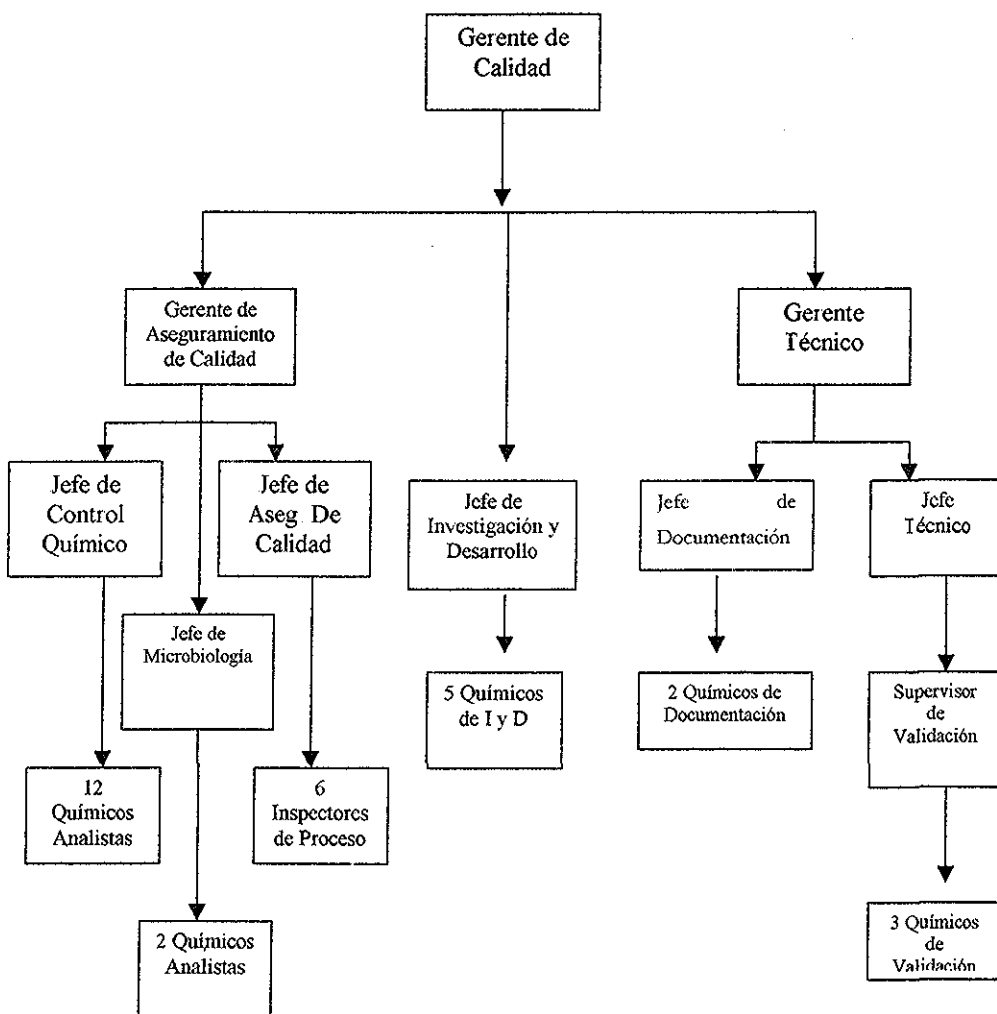 Gerente de
Calidad
Gerente de
Aseguramiento
de Calidad
Gerente
Técnico
Jefe de
Control
Químico
Jefe de
Aseg. De
Calidad
Jefe de
Investigación y
Desarrollo
Jefe de
Documentación
Jefe
Técnico
Jefe de
Microbiología
5 Químicos
de I y D
2 Químicos de
Documentación
Supervisor
de
Validación
12
Químicos
Analistas
6
Inspectores
de Proceso
2 Químicos
Analistas
3 Químicos
de
Validación